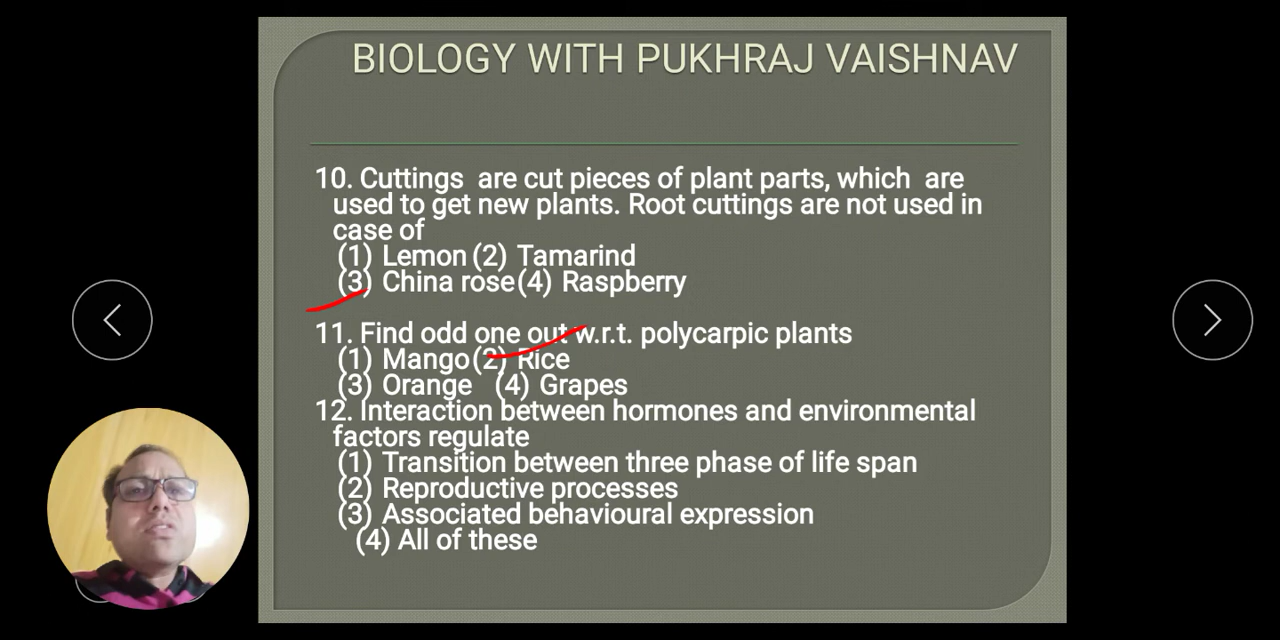 BIOLOGY WITH PUKHRAJ VAISHNAV
10. Cuttings are cut pieces of plant parts, which are
used to get new plants. Root cuttings are not used in
case of
(1) Lemon (2) Tamarind
(3) China rose (4) Raspberry
11. Find odd one out w.r.t. polycarpic plants
(1) Mango (2) Rice
(3) Orange (4) Grapes
12. Interaction between hormones and environmental
factors regulate
(1) Transition between three phase of life span
(2) Reproductive processes
(3) Associated behavioural expression
(4) All of these